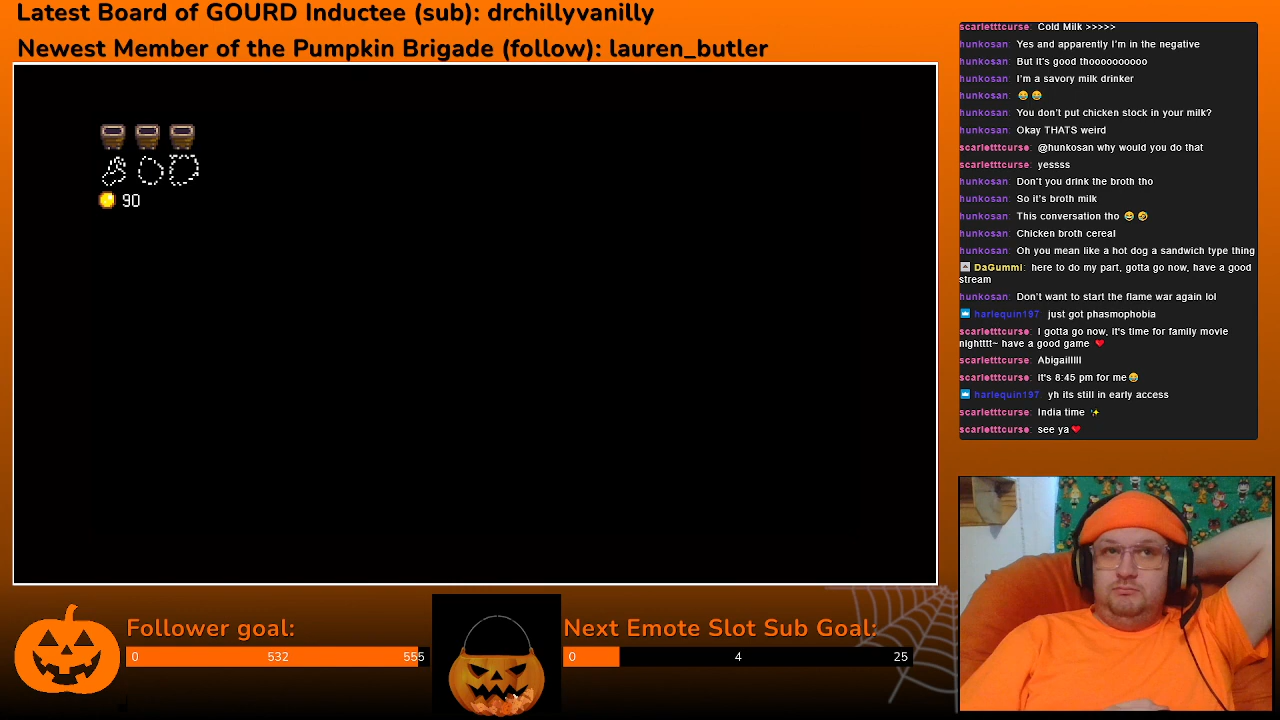 Latest Board of GOURD Inductee (sub): drchillyvanilly
Newest Member of the Pumpkin Brigade (follow): lauren_butler
90
scarletttcurse: Cold Milk >>>>>
hunkosan: Yes and apparently I'm in the negative
hunkosan: But it's good thoooooooooo
hunkosan: I'm a savory milk drinker
hunkosan: 😂 😂
hunkosan: You don't put chicken stock in your milk?
hunkosan: Okay THATS weird
scarletttcurse: @hunkosan why would you do that
scarletttcurse: yessss
hunkosan: Don't you drink the broth tho
hunkosan: So it's broth milk
hunkosan: This conversation tho 😂 🤣
hunkosan: Chicken broth cereal
hunkosan: Oh you mean like a hot dog a sandwich type thing
DaGummi: here to do my part, gotta go now, have a good
stream
hunkosan: Don't want to start the flame war again lol
harlequin197 just got phasmophobia
scarletttcurse: I gotta go now, It's time for family movie
nightttt~ have a good game ❤️
scarletttcurse: Abigailllll
scarletttcurse: It's 8:45 pm for me😂
harlequin197 yh its still in early access
scarletttcurse: India time ✨
scarletttcurse: see ya❤️
Follower goal:
0 532 555
Next Emote Slot Sub Goal:
0 4 25